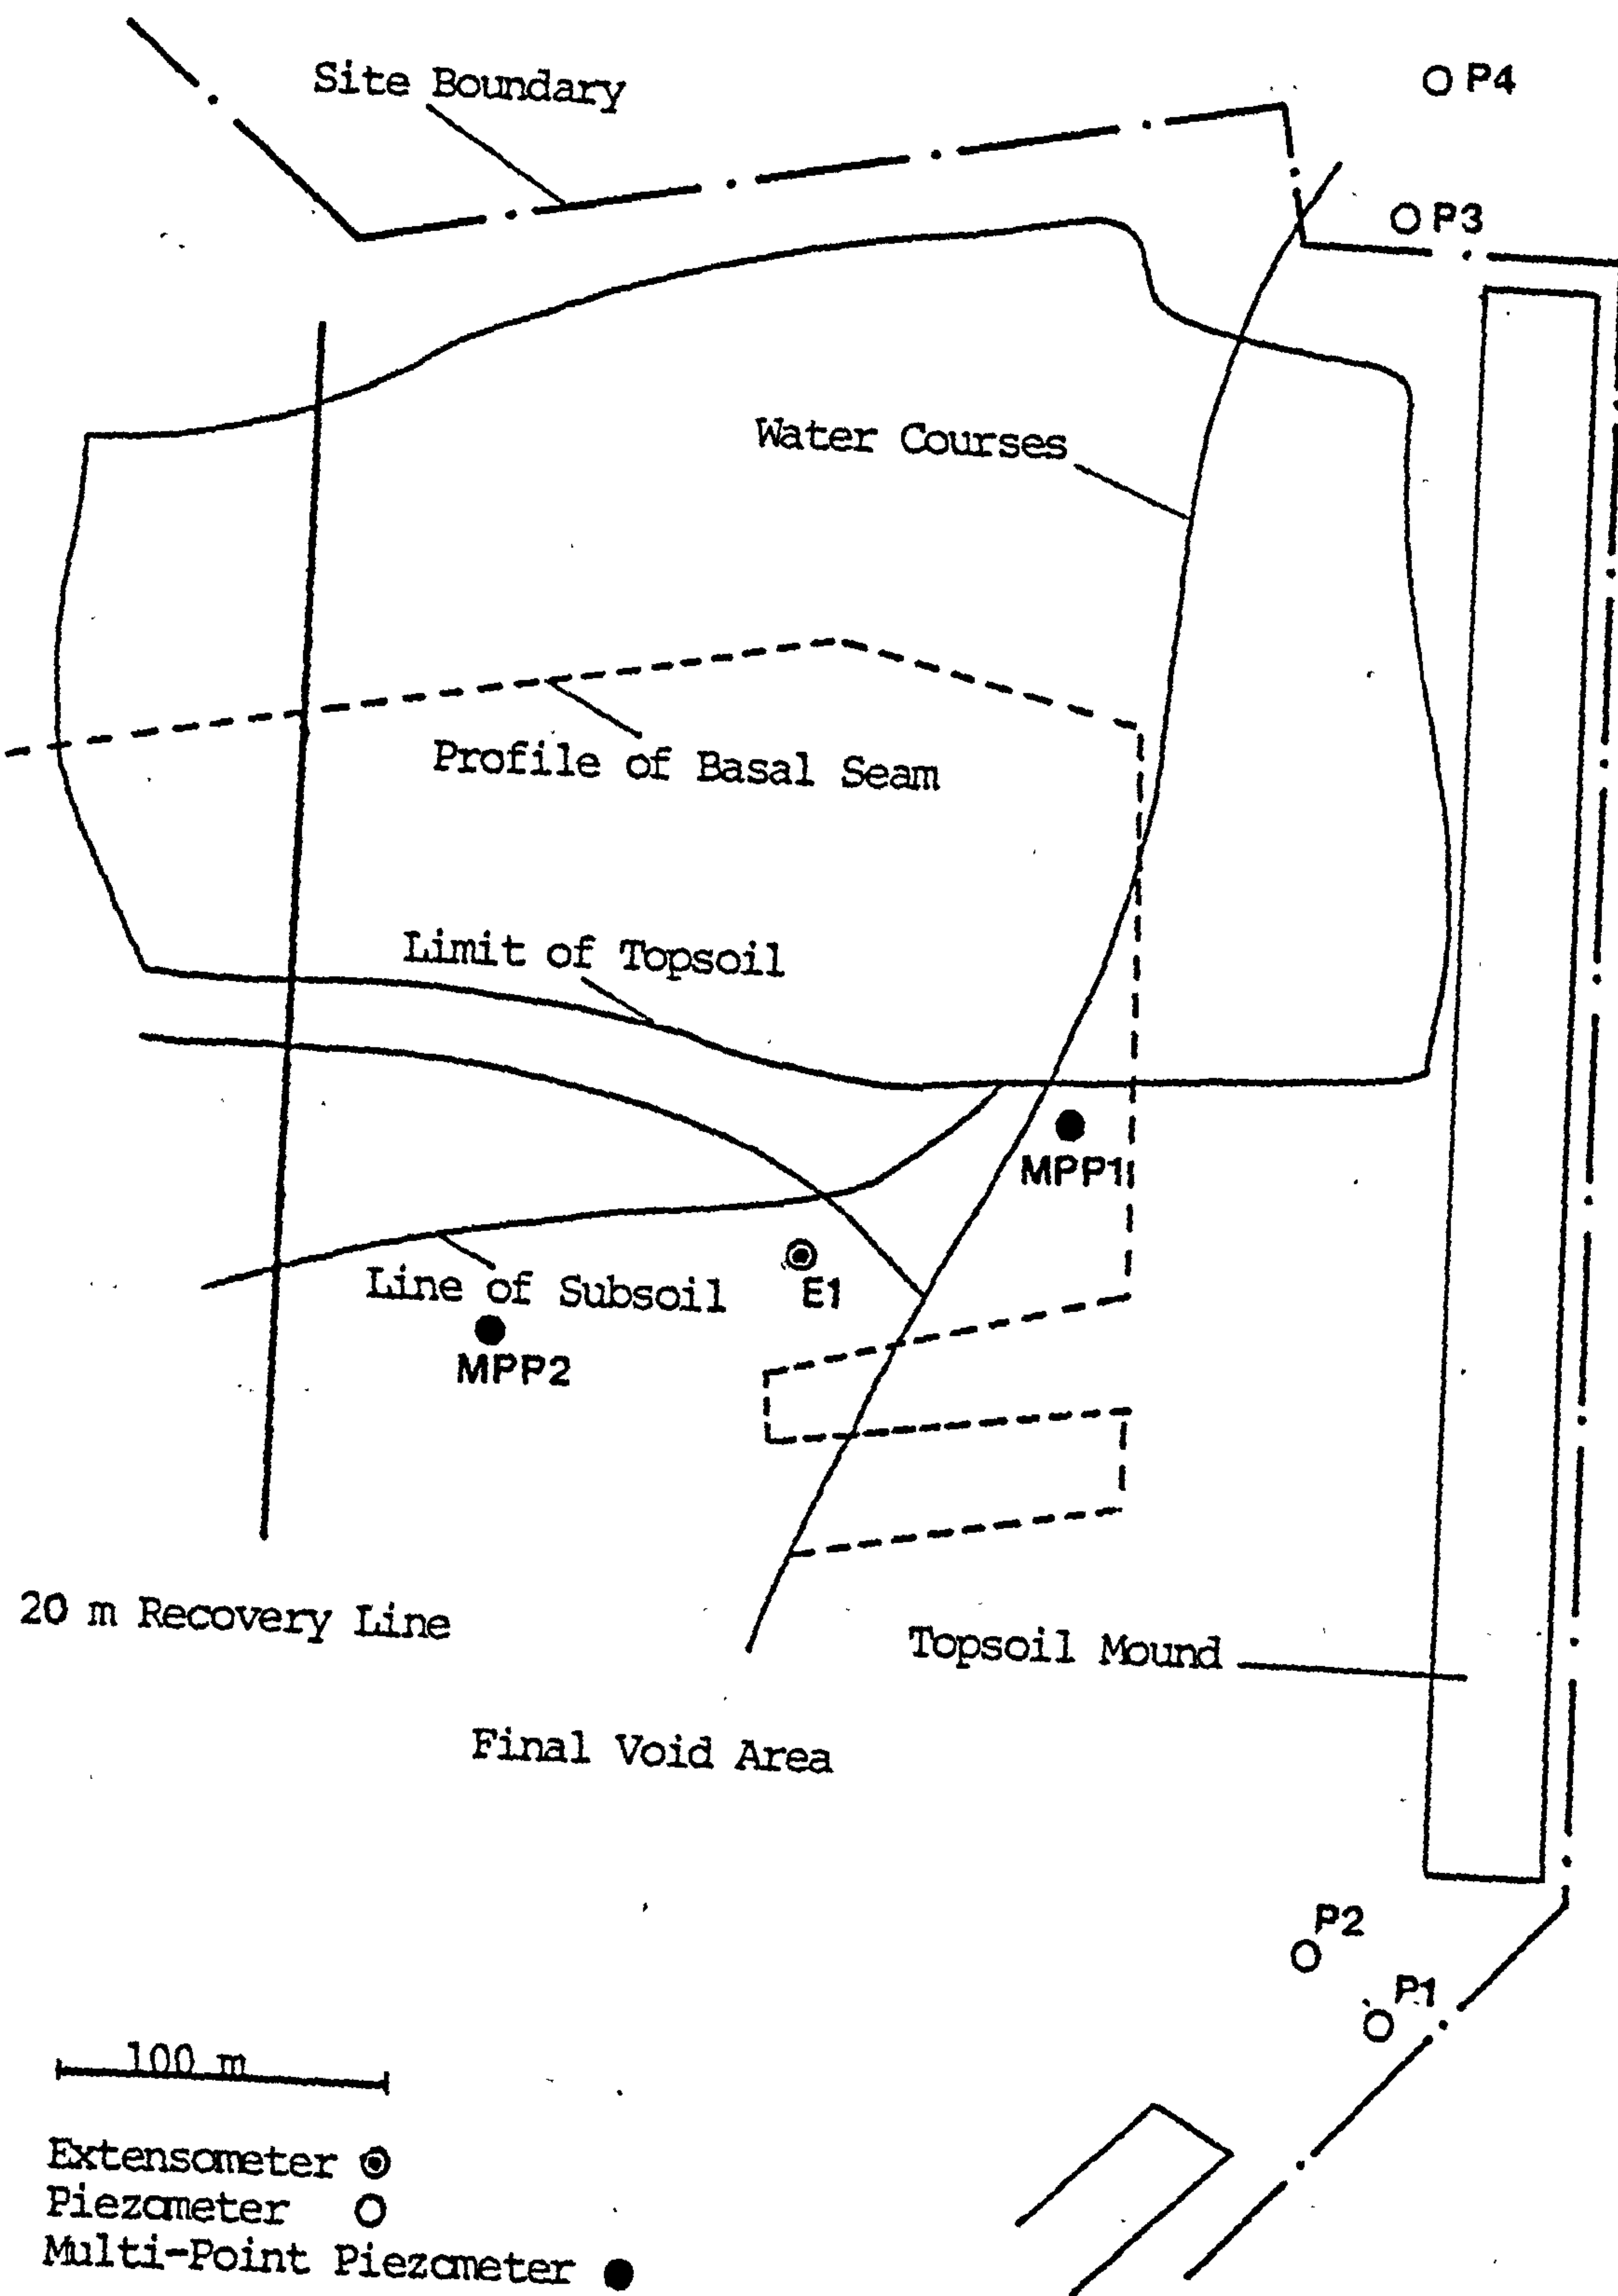 Site Boundary
P4
P3
Water Courses
Profile of Basal Seam
Limit of Topsoil
MPP1
Line of Subsoil
E1
MPP2
20 m Recovery Line
Topsoil Mound
Final Void Area
P2
P1
100 m
Extensometer
Piezometer
Multi-Point Piezometer